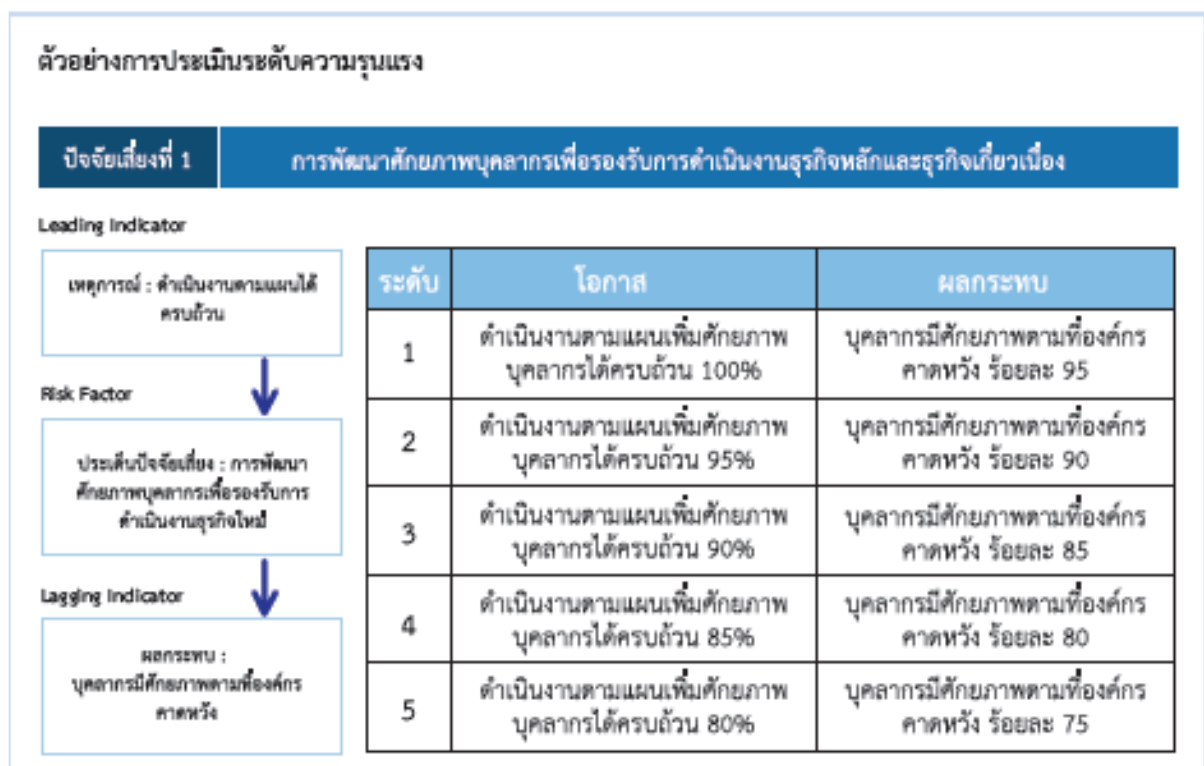 ตัวอย่างการประเมินระดับความรุนแรง
ปัจจัยเสี่ยงที่ 1
การพัฒนาศักยภาพบุคลากรเพื่อรองรับการดำเนินงานธุรกิจหลักและธุรกิจเกี่ยวเนื่อง
Leading Indicator
เหตุการณ์ : ดำเนินงานตามแผนได้
ครบถ้วน
Risk Factor
ประเด็นปัจจัยเสี่ยง : การพัฒนา
ศักยภาพบุคลากรเพื่อรองรับการ
ดำเนินงานธุรกิจใหม่
Lagging Indicator
ผลกระทบ :
บุคลากรมีศักยภาพตามที่องค์กร
คาดหวัง
ระดับ โอกาส ผลกระทบ
1
ดำเนินงานตามแผนเพิ่มศักยภาพ
บุคลากรได้ครบถ้วน 100%
บุคลากรมีศักยภาพตามที่องค์กร
คาดหวัง ร้อยละ 95
2
ดำเนินงานตามแผนเพิ่มศักยภาพ
บุคลากรได้ครบถ้วน 95%
บุคลากรมีศักยภาพตามที่องค์กร
คาดหวัง ร้อยละ 90
3
ดำเนินงานตามแผนเพิ่มศักยภาพ
บุคลากรได้ครบถ้วน 90%
บุคลากรมีศักยภาพตามที่องค์กร
คาดหวัง ร้อยละ 85
4
ดำเนินงานตามแผนเพิ่มศักยภาพ
บุคลากรได้ครบถ้วน 85%
บุคลากรมีศักยภาพตามที่องค์กร
คาดหวัง ร้อยละ 80
5
ดำเนินงานตามแผนเพิ่มศักยภาพ
บุคลากรได้ครบถ้วน 80%
บุคลากรมีศักยภาพตามที่องค์กร
คาดหวัง ร้อยละ 75